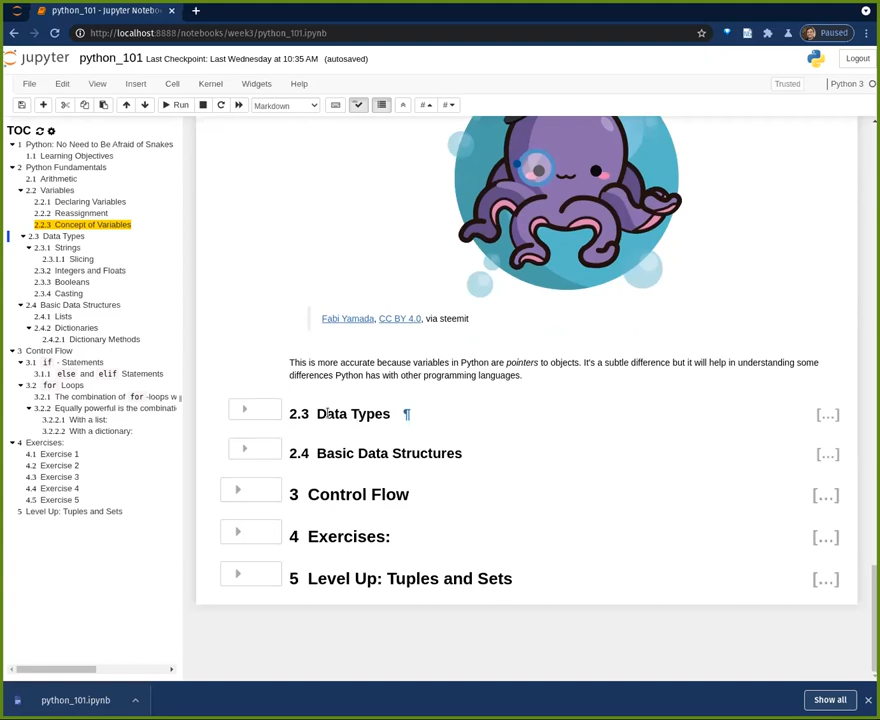 python_101 - Jupyter Notebo
http://localhost:8888/notebooks/week3/python_101.ipynb
Paused
jupyter python_101 Last Checkpoint: Last Wednesday at 10:35 AM (autosaved)
Logout
File Edit View Insert Cell Kernel Widgets Help
Trusted
Python 3
Run
Markdown
TOC
1 Python: No Need to Be Afraid of Snakes
1.1 Learning Objectives
2 Python Fundamentals
2.1 Arithmetic
2.2 Variables
2.2.1 Declaring Variables
2.2.2 Reassignment
2.2.3 Concept of Variables
2.3 Data Types
2.3.1 Strings
2.3.1.1 Slicing
2.3.2 Integers and Floats
2.3.3 Booleans
2.3.4 Casting
2.4 Basic Data Structures
2.4.1 Lists
2.4.2 Dictionaries
2.4.2.1 Dictionary Methods
3 Control Flow
3.1 if - Statements
3.1.1 else and elif Statements
3.2 for Loops
3.2.1 The combination of for -loops w
3.2.2 Equally powerful is the combinati
3.2.2.1 With a list:
3.2.2.2 With a dictionary:
4 Exercises:
4.1 Exercise 1
4.2 Exercise 2
4.3 Exercise 3
4.4 Exercise 4
4.5 Exercise 5
5 Level Up: Tuples and Sets
Fabi Yamada, CC BY 4.0, via steemit
This is more accurate because variables in Python are pointers to objects. It's a subtle difference but it will help in understanding some
differences Python has with other programming languages.
2.3 Data Types ¶ [...]
2.4 Basic Data Structures [...]
3 Control Flow [...]
4 Exercises: [...]
5 Level Up: Tuples and Sets [...]
python_101.ipynb
Show all